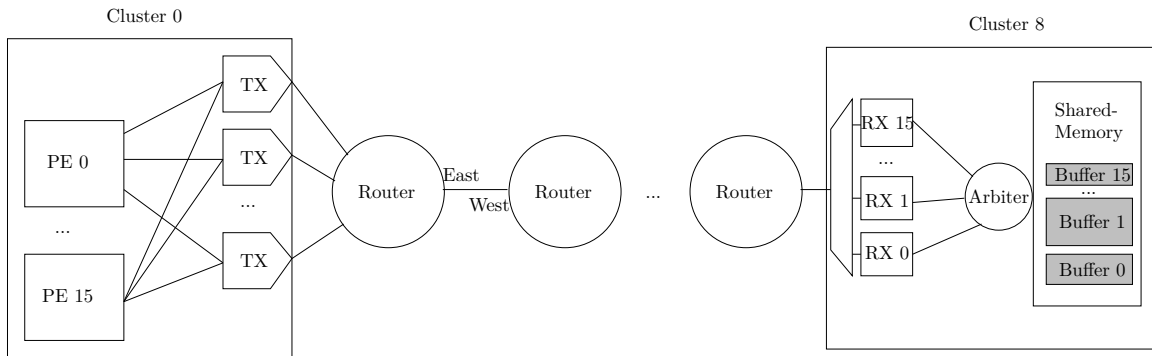 Cluster 0
PE 0
...
PE 15
TX
TX
...
TX
Router
East
West
Router
...
Router
Cluster 8
RX 15
...
RX 1
RX 0
Arbiter
Shared-
Memory
Buffer 15
...
Buffer 1
Buffer 0